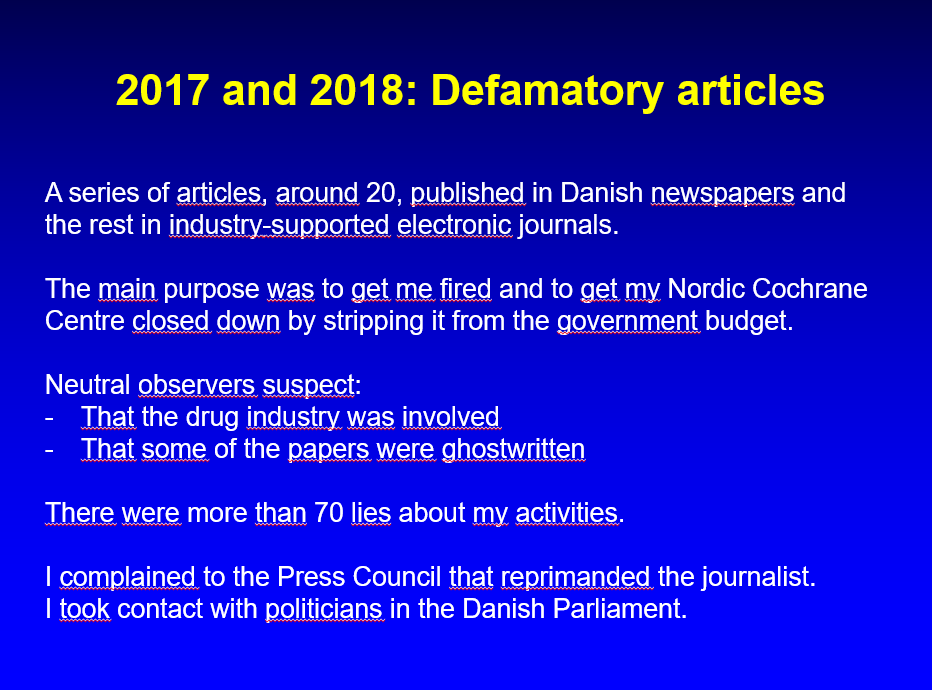 2017 and 2018: Defamatory articles
A series of articles, around 20, published in Danish newspapers and
the rest in industry-supported electronic journals.
The main purpose was to get me fired and to get my Nordic Cochrane
Centre closed down by stripping it from the government budget.
Neutral observers suspect:
- That the drug industry was involved
- That some of the papers were ghostwritten
There were more than 70 lies about my activities.
I complained to the Press Council that reprimanded the journalist.
I took contact with politicians in the Danish Parliament.